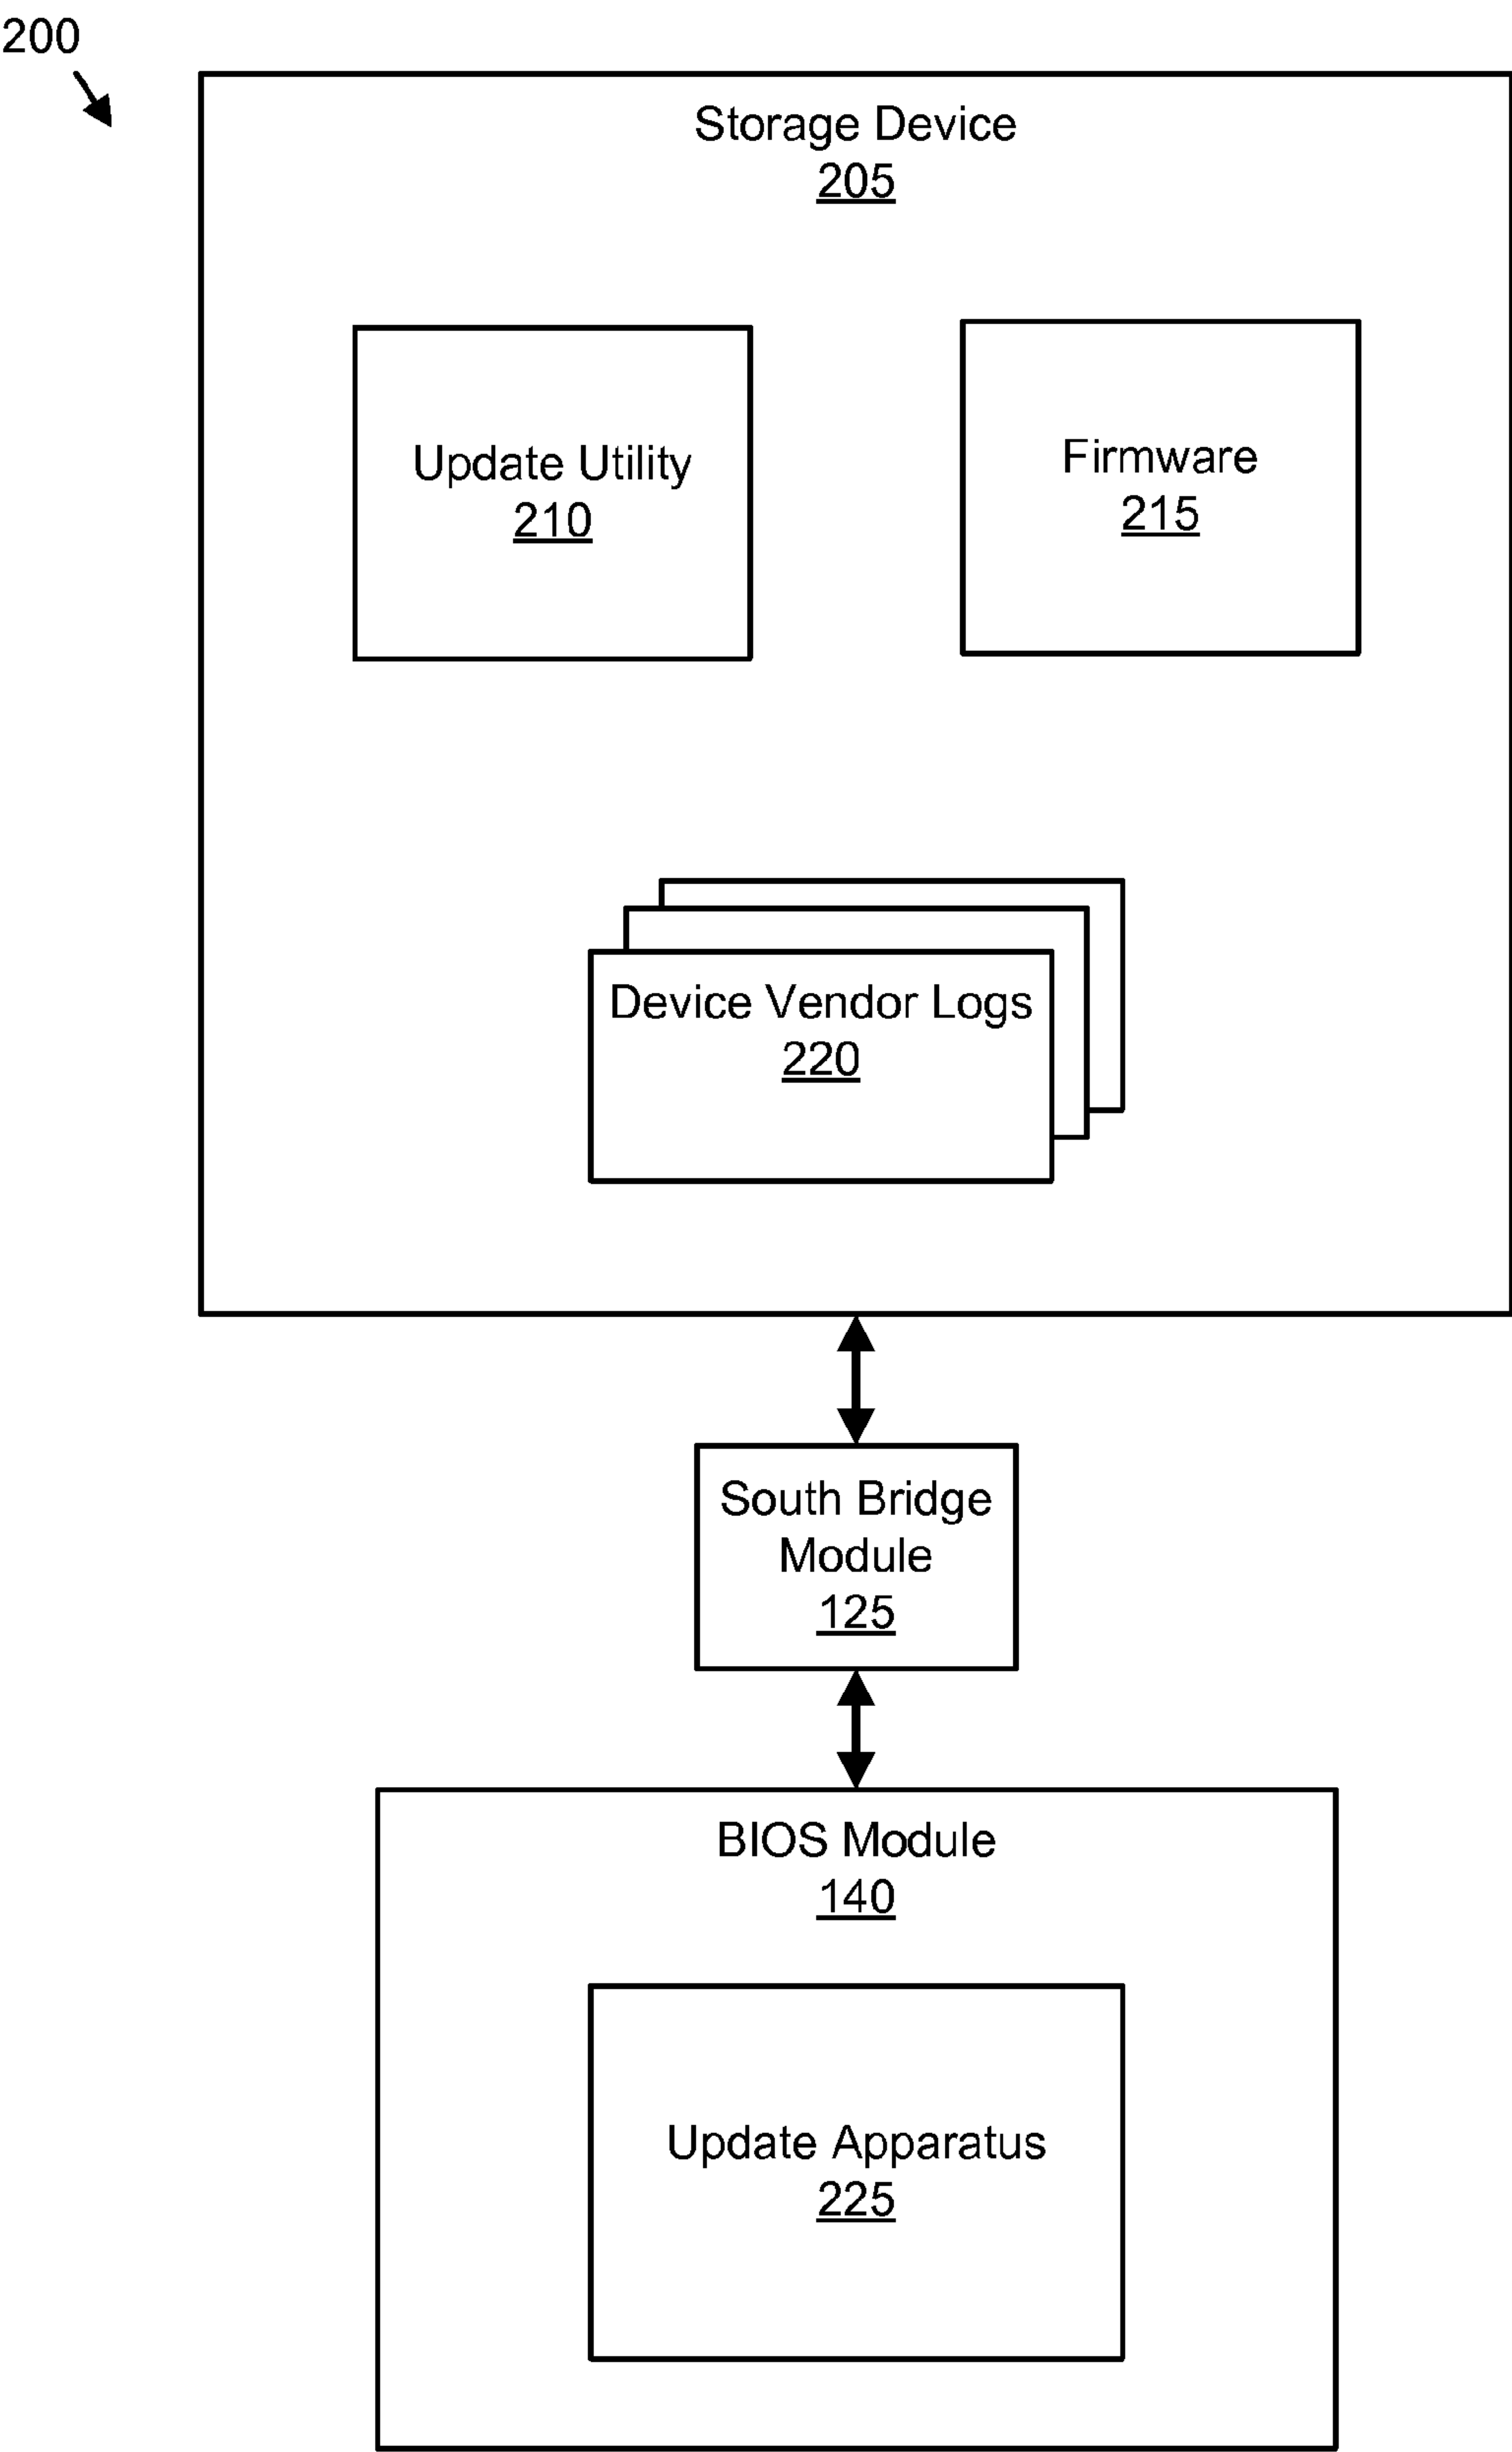 200
Storage Device
205
Update Utility
210
Firmware
215
Device Vendor Logs
220
South Bridge
Module
125
BIOS Module
140
Update Apparatus
225